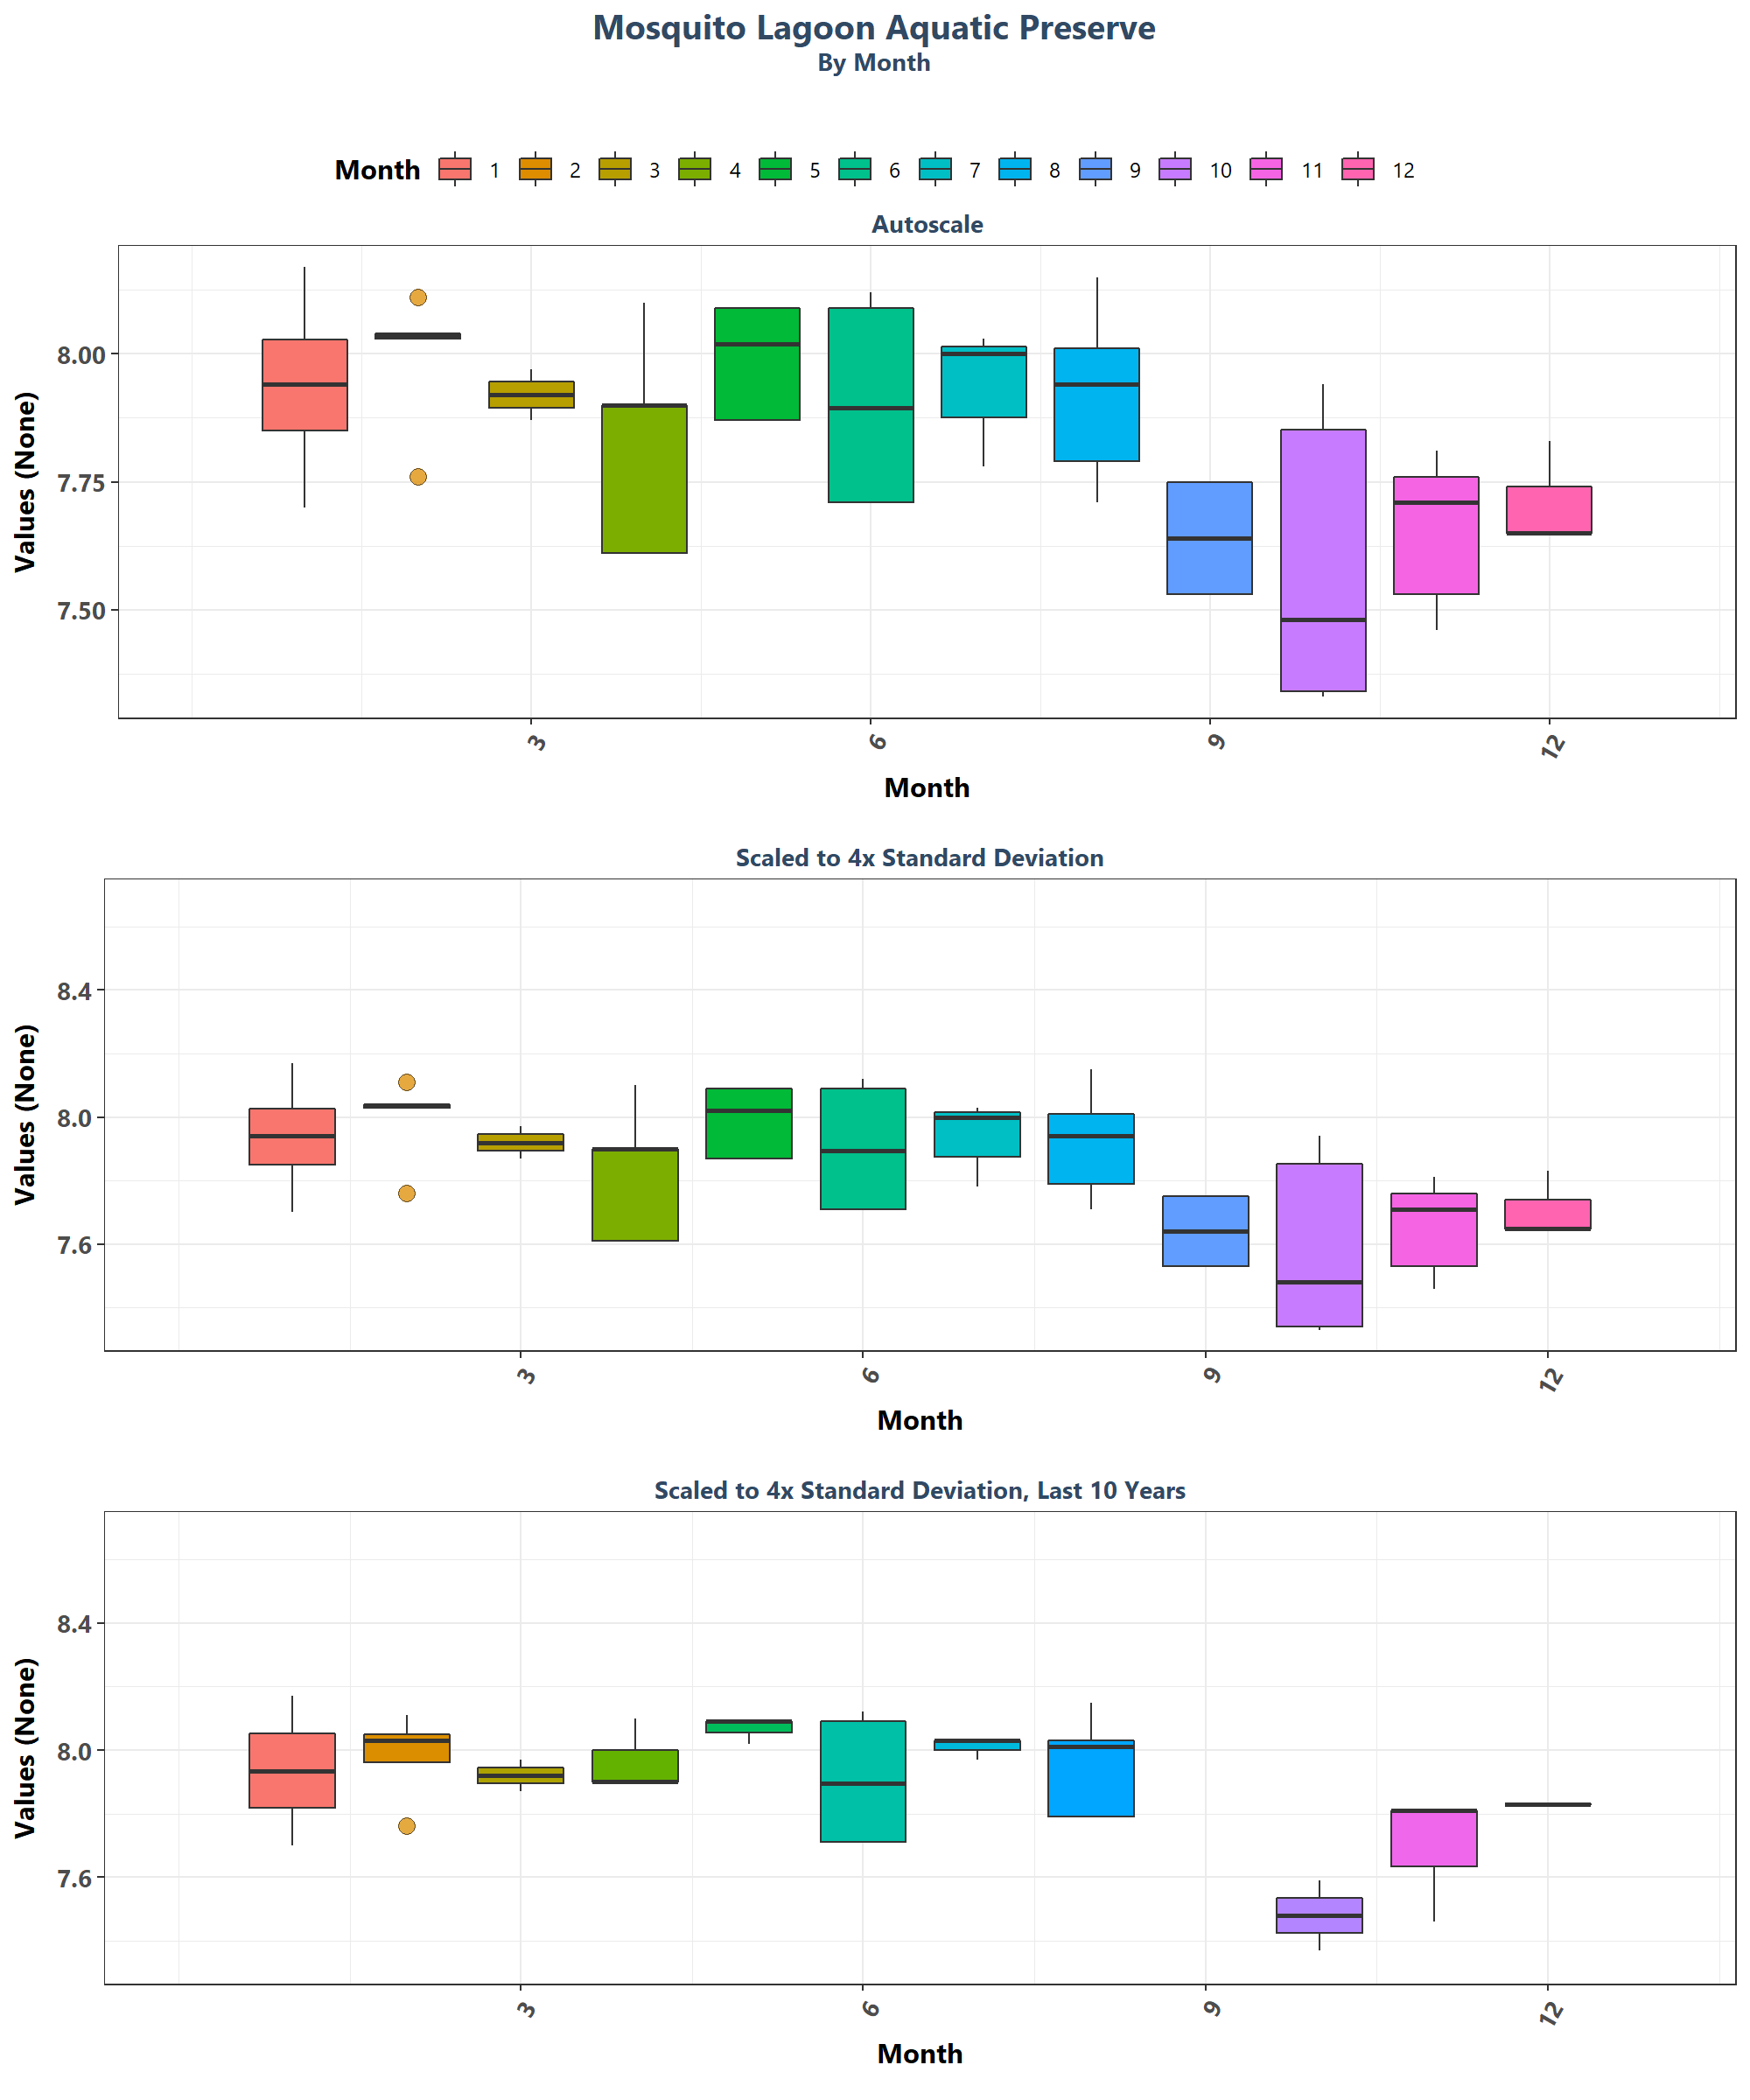 Mosquito Lagoon Aquatic Preserve
By Month
Month 1 2 3 4 5 6 7 8 9 10 11 12
Autoscale
Values (None)
8.00
7.75
7.50
3 6 9 12
Month
Scaled to 4x Standard Deviation
Values (None)
8.4
8.0
7.6
3 6 9 12
Month
Scaled to 4x Standard Deviation, Last 10 Years
Values (None)
8.4
8.0
7.6
3 6 9 12
Month